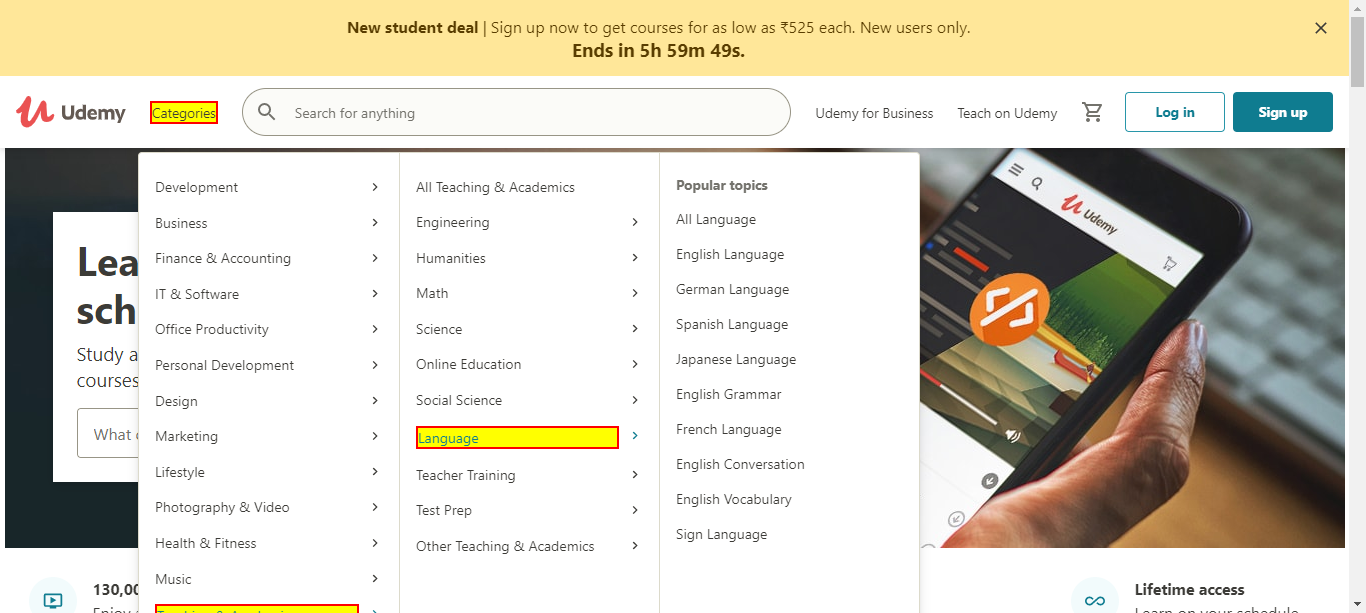 New student deal | Sign up now to get courses for as low as ₹525 each. New users only.
Ends in 5h 59m 49s.
Udemy
Categories
Search for anything
Udemy for Business
Teach on Udemy
Log in
Sign up
Development
Business
Finance & Accounting
IT & Software
Office Productivity
Personal Development
Design
Marketing
Lifestyle
Photography & Video
Health & Fitness
Music
All Teaching & Academics
Engineering
Humanities
Math
Science
Online Education
Social Science
Language
Teacher Training
Test Prep
Other Teaching & Academics
Popular topics
All Language
English Language
German Language
Spanish Language
Japanese Language
English Grammar
French Language
English Conversation
English Vocabulary
Sign Language
Udemy
Study a
courses
What
130,00
Lifetime access
Learn on your schedule